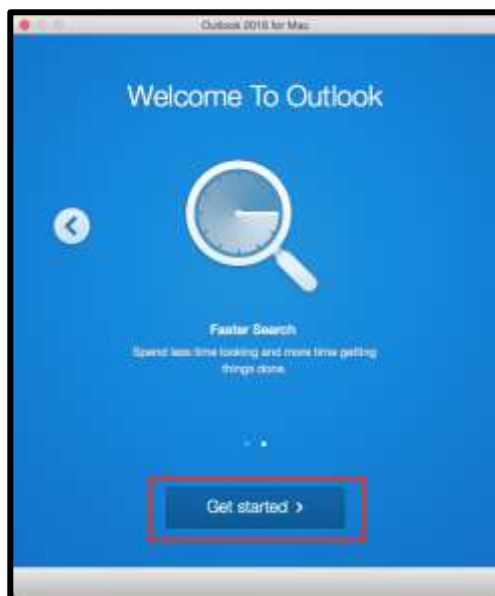 Outlook 2016 for Mac
Welcome To Outlook
Faster Search
Spend less time looking and more time getting
things done.
Get started >